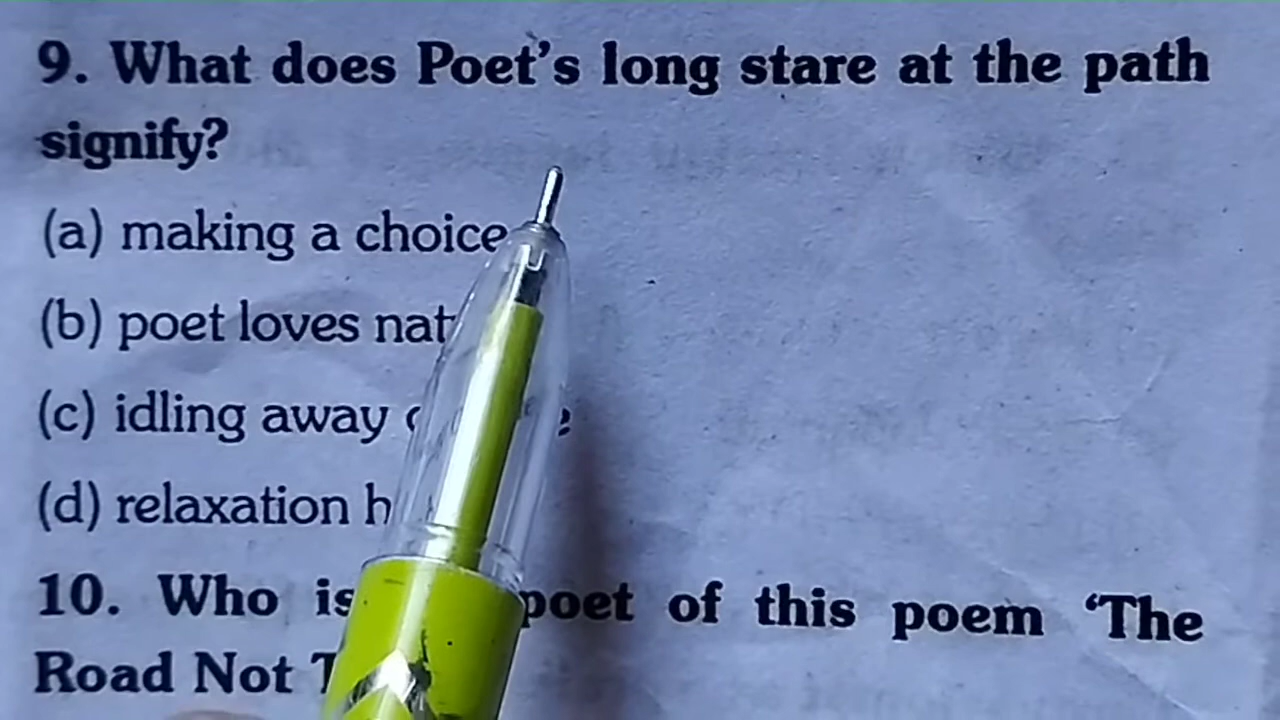 9. What does Poet's long stare at the path
signify?
(a) making a choice
(b) poet loves
(c) idling away
(d) relaxation
10. Who is poet of this poem ‘The
Road Not